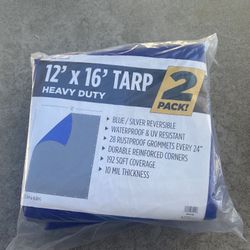 12' x 16' TARP
HEAVY DUTY
2
PACK!
- BLUE / SILVER REVERSIBLE
- WATERPROOF & UV RESISTANT
- 28 RUSTPROOF GROMMETS EVERY 24"
- DURABLE REINFORCED CORNERS
- 192 SQFT COVERAGE
- 10 MIL THICKNESS